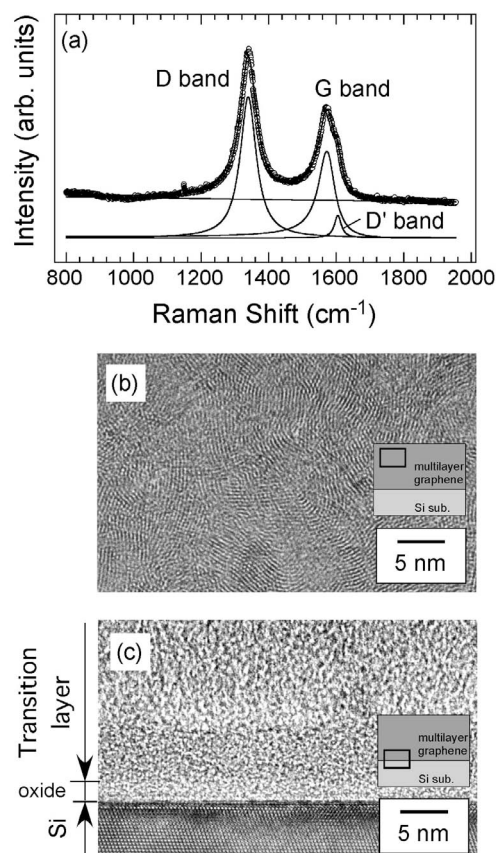 (a)
D band
G band
D' band
Intensity (arb. units)
800 1000 1200 1400 1600 1800 2000
Raman Shift (cm-1)
(b)
multilayer
graphene
Si sub.
5 nm
(c)
Transition
layer
oxide
Si
multilayer
graphene
Si sub.
5 nm